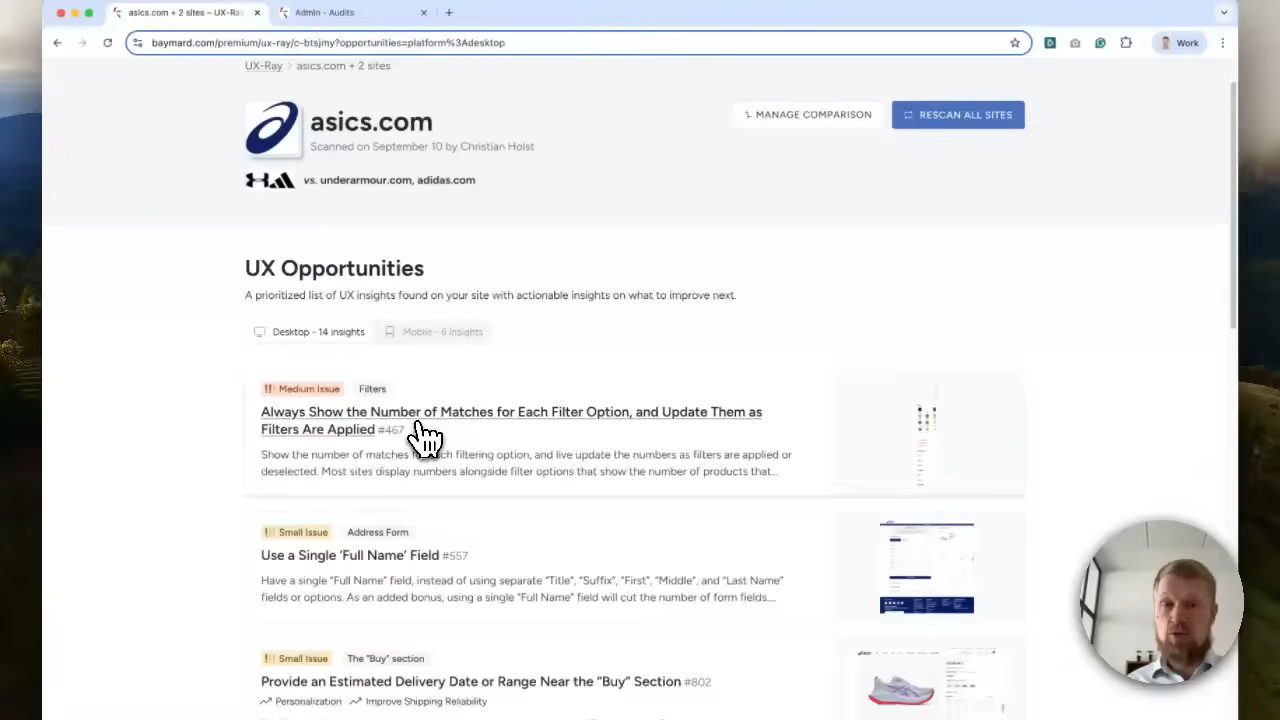 asics.com + 2 sites – UX-Ra
Admin - Audits
baymard.com/premium/ux-ray/c-btsjmy?opportunities=platform%3Adesktop
Work
UX-Ray > asics.com + 2 sites
asics.com
Scanned on September 10 by Christian Holst
MANAGE COMPARISON
RESCAN ALL SITES
vs. underarmour.com, adidas.com
UX Opportunities
A prioritized list of UX insights found on your site with actionable insights on what to improve next.
Desktop - 14 insights
Mobile - 6 Insights
Medium Issue
Filters
Always Show the Number of Matches for Each Filter Option, and Update Them as
Filters Are Applied #467
Show the number of matches ch filtering option, and live update the numbers as filters are applied or
deselected. Most sites display numbers alongside filter options that show the number of products that...
Small Issue
Address Form
Use a Single ‘Full Name’ Field #557
Have a single “Full Name” field, instead of using separate “Title”, “Suffix”, “First”, “Middle”, and “Last Name”
fields or options. As an added bonus, using a single “Full Name” field will cut the number of form fields....
Small Issue
The “Buy” section
Provide an Estimated Delivery Date or Range Near the “Buy” Section #802
Personalization
Improve Shipping Reliability